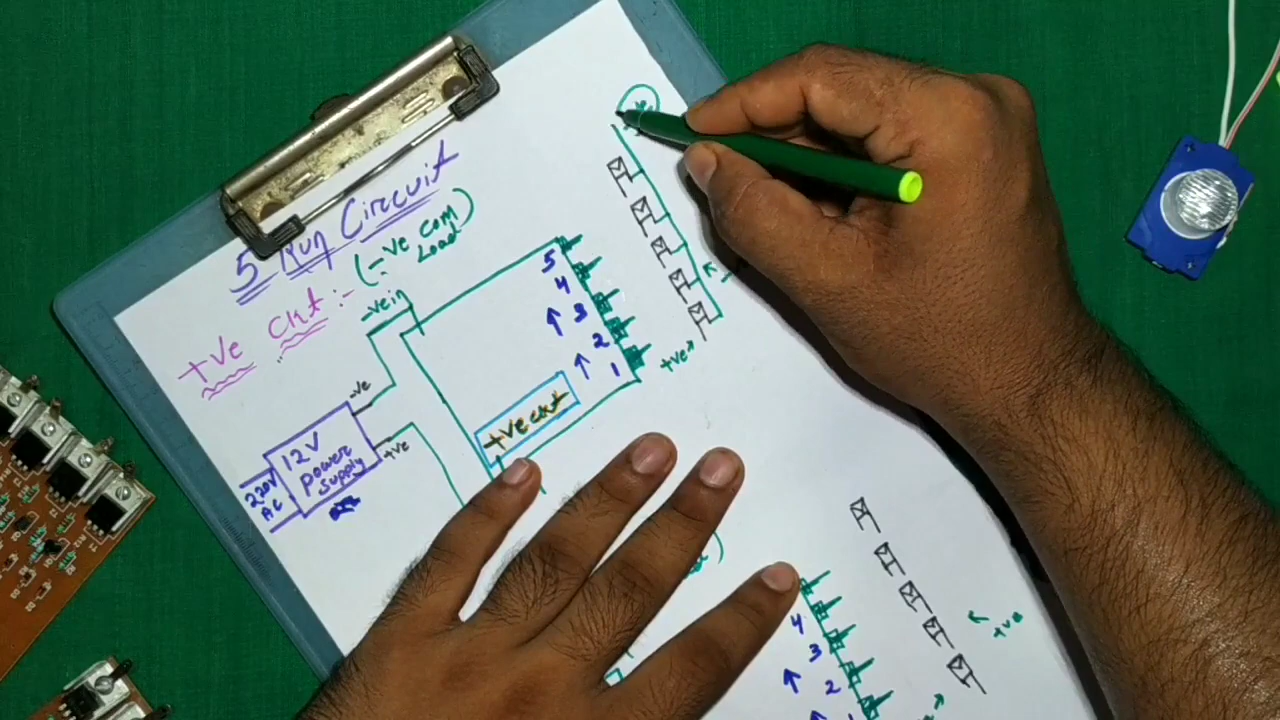 5 Run Circuit
+Ve ckt :- (-Ve com
Load)
-Ve in
5
4
3
2
1
-Ve
+Ve
12V
power
supply
220V
AC
+Ve ckt
+Ve
+Ve
4
3
2
1